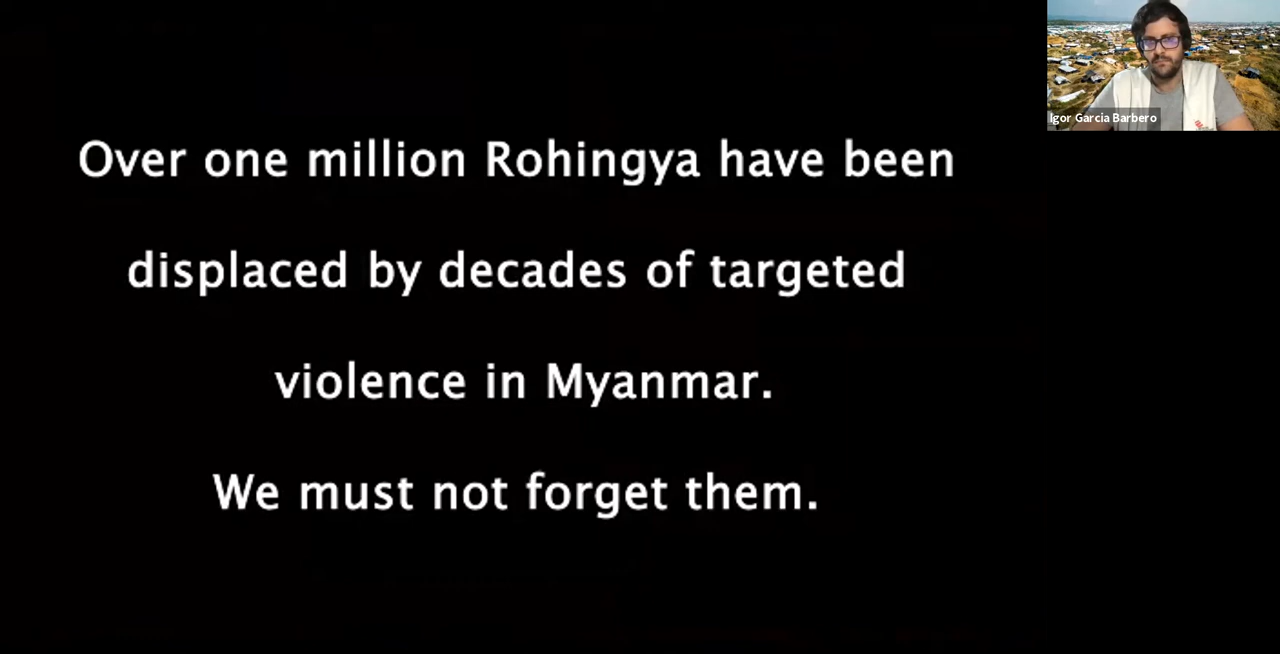 Over one million Rohingya have been
displaced by decades of targeted
violence in Myanmar.
We must not forget them.
Igor Garcia Barbero